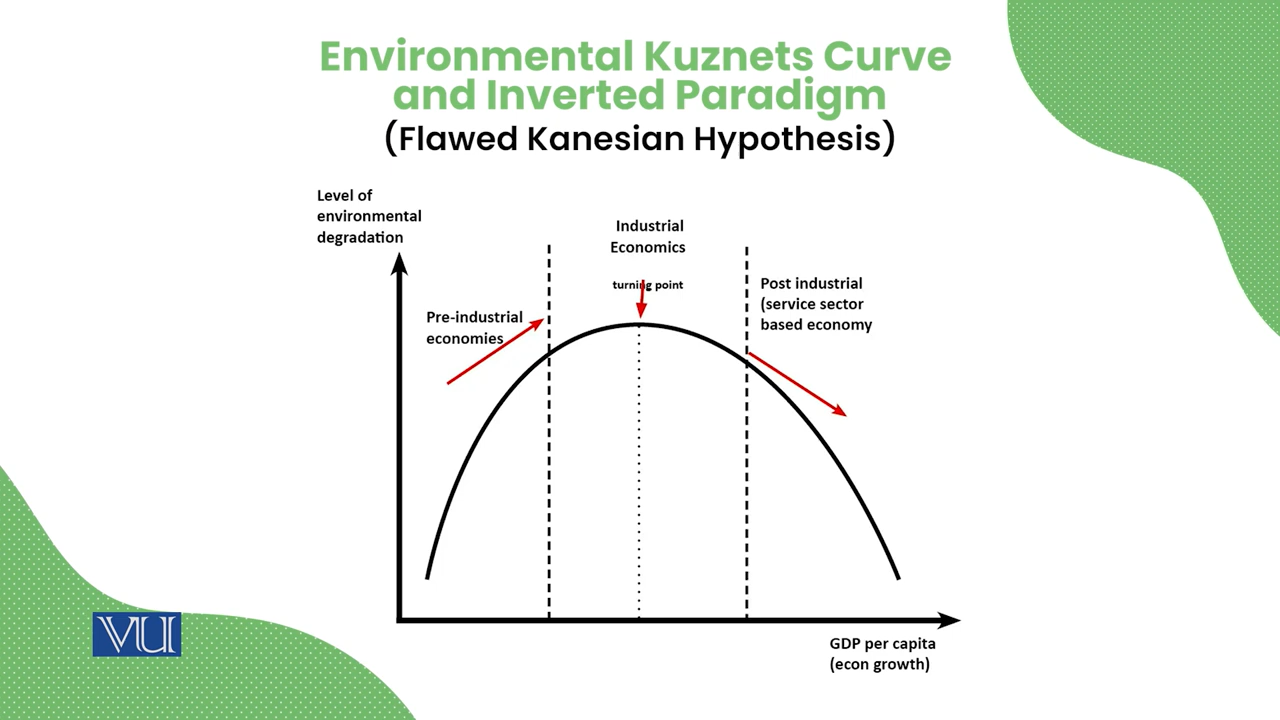 Environmental Kuznets Curve
and Inverted Paradigm
(Flawed Kanesian Hypothesis)
Level of
environmental
degradation
Industrial
Economics
turning point
Pre-industrial
economies
Post industrial
(service sector
based economy
GDP per capita
(econ growth)
VU